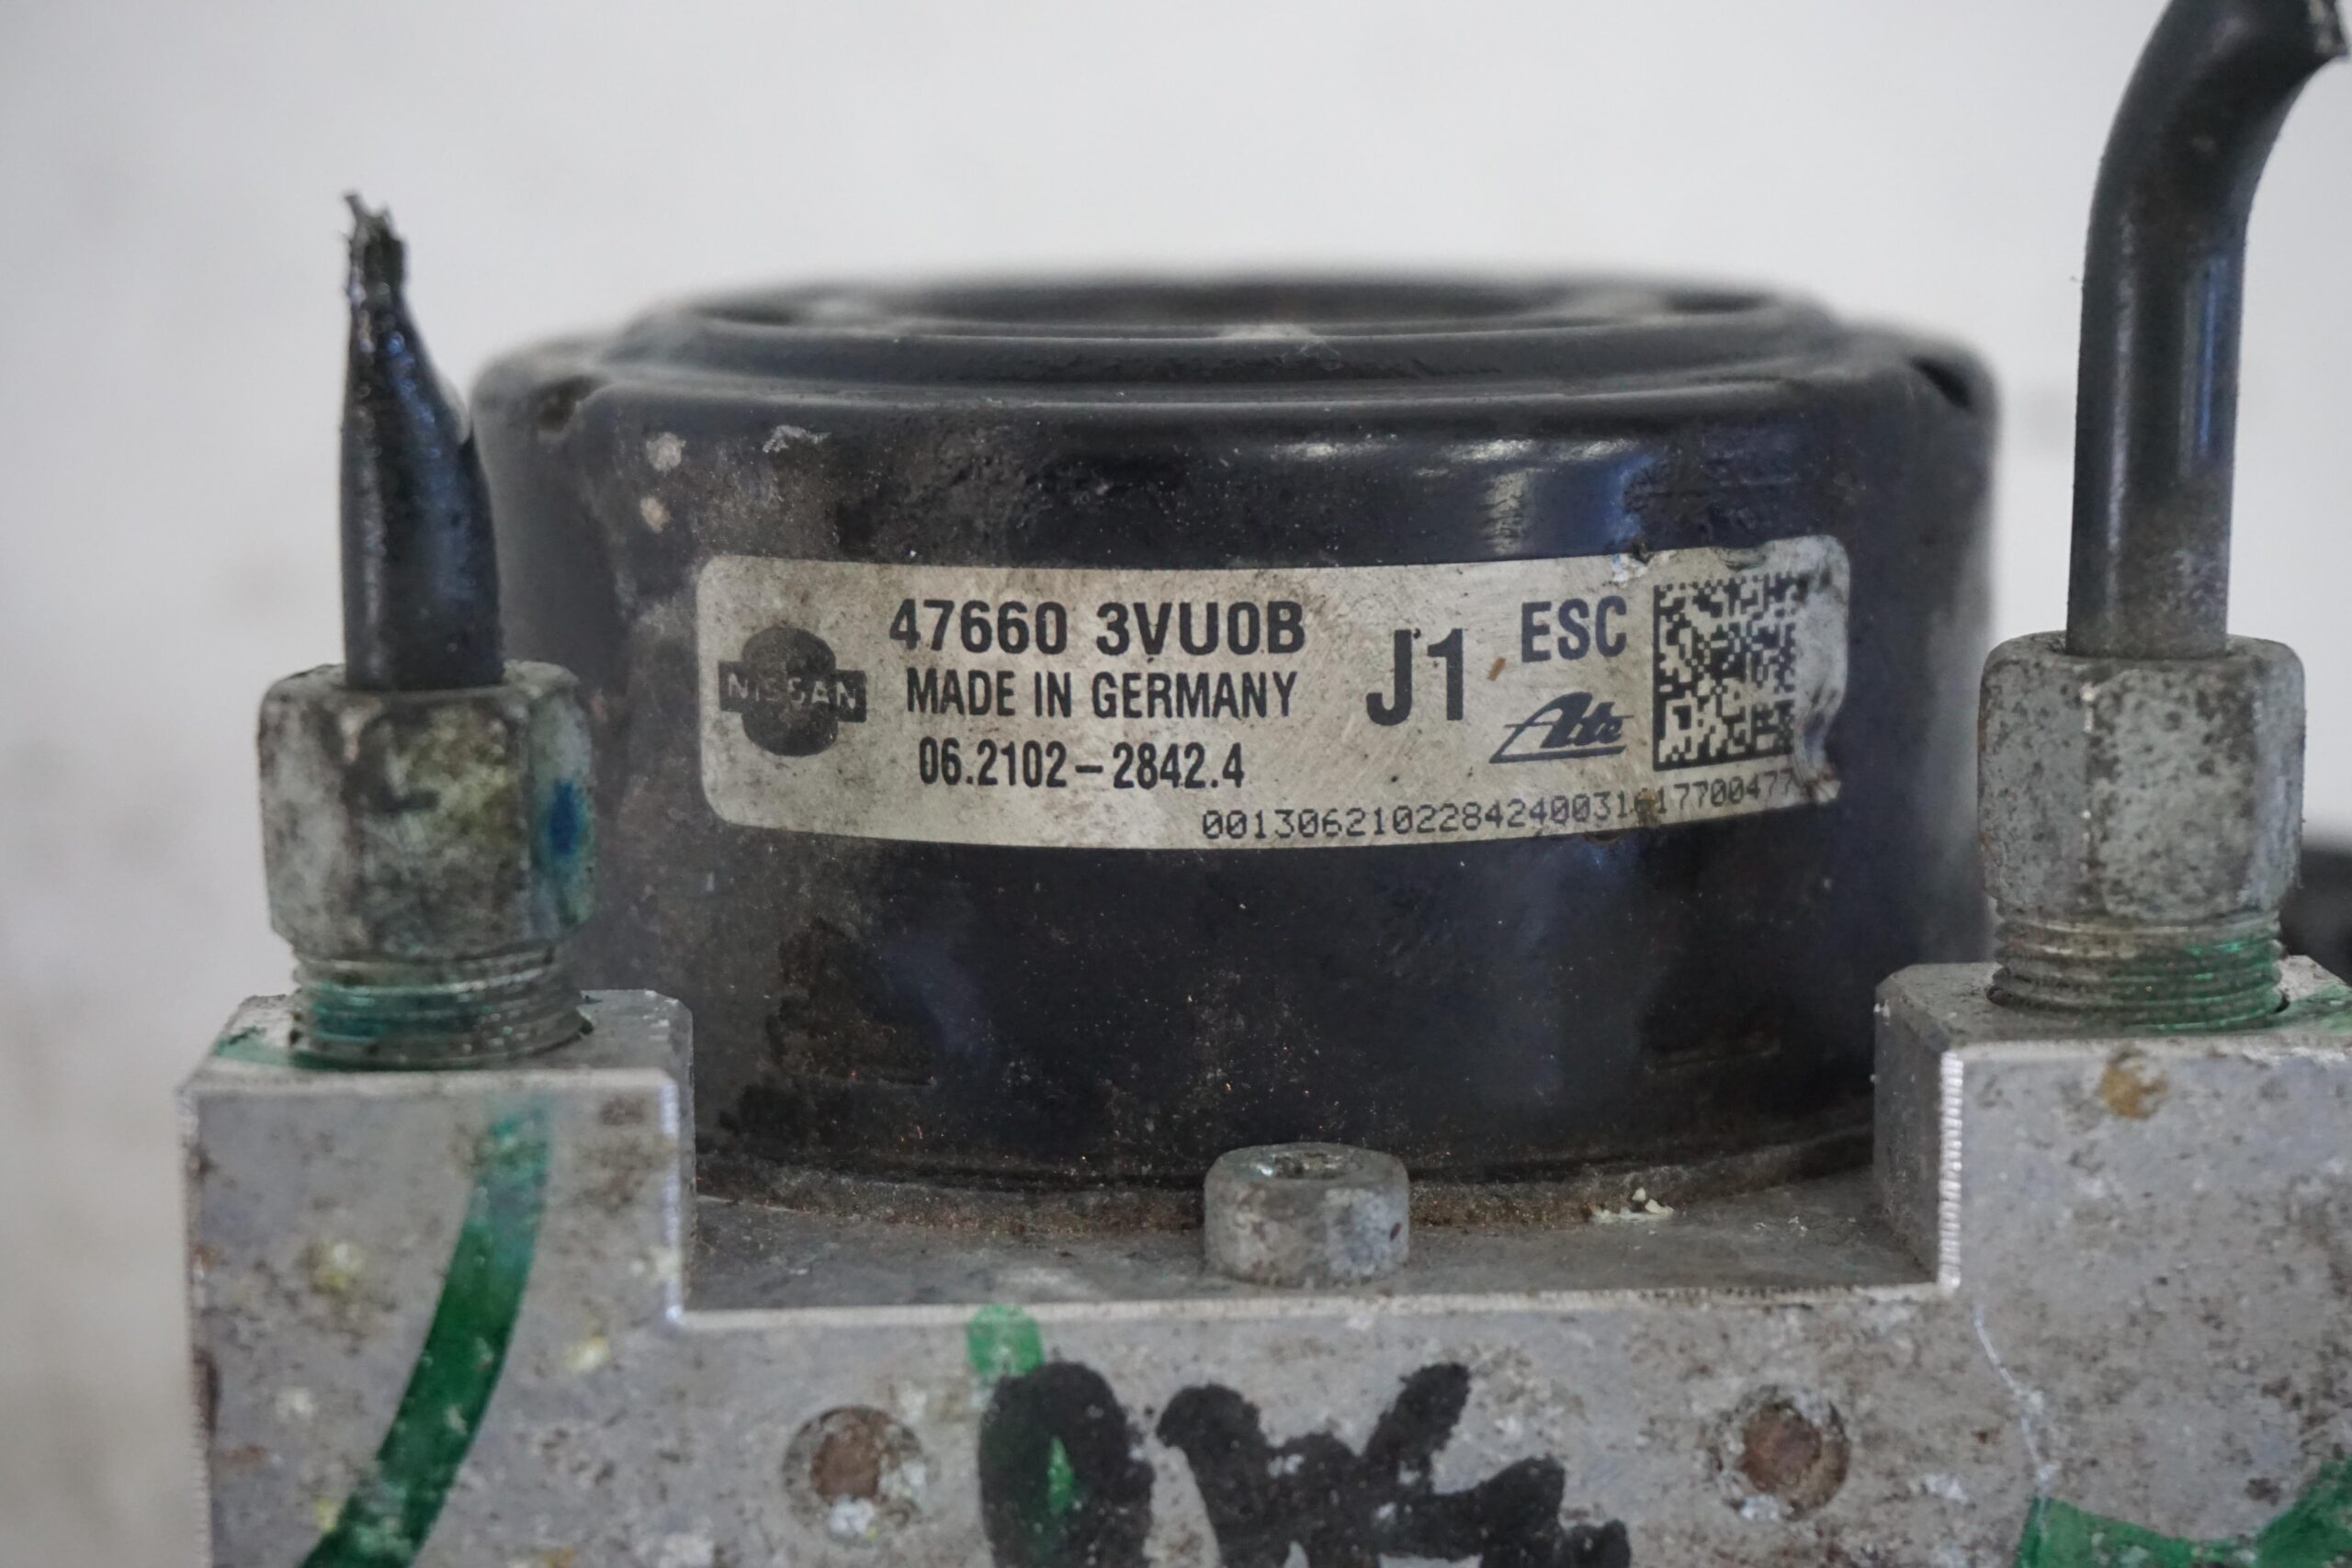 NISSAN
47660 3VU0B
MADE IN GERMANY
06.2102-2842.4
J1
ESC
Ate